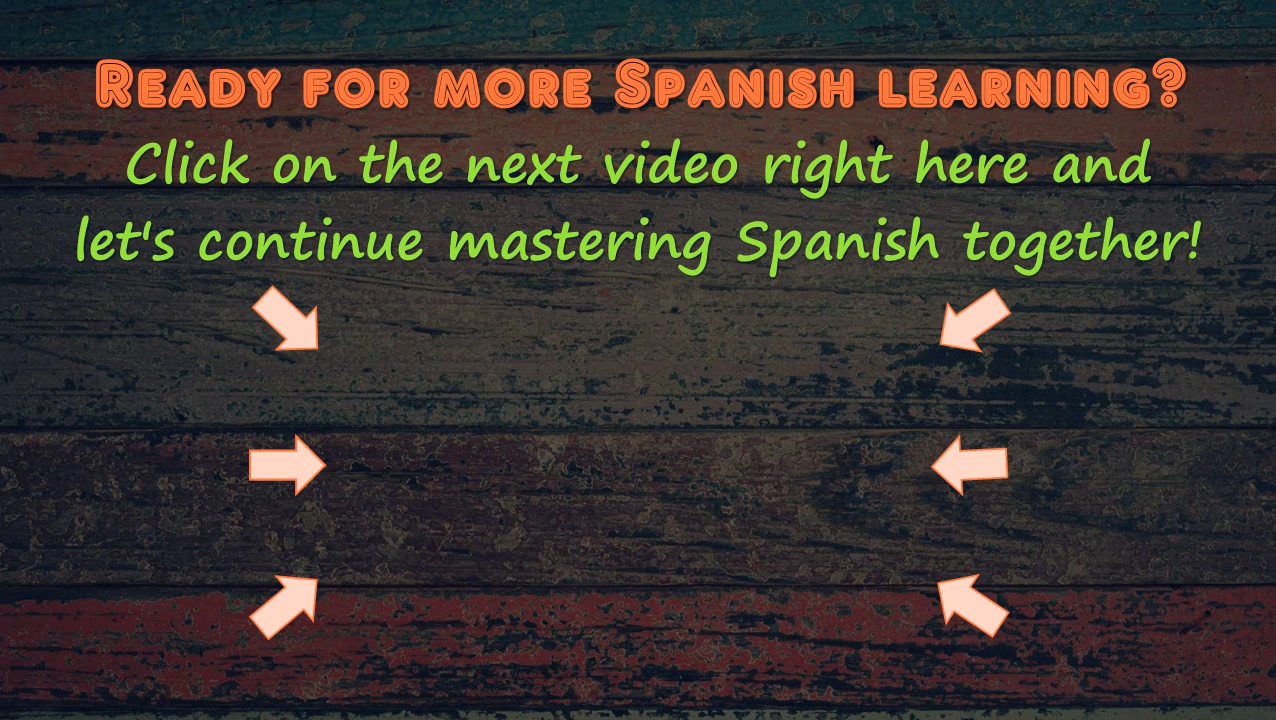 Ready for more Spanish learning?
Click on the next video right here and
let's continue mastering Spanish together!